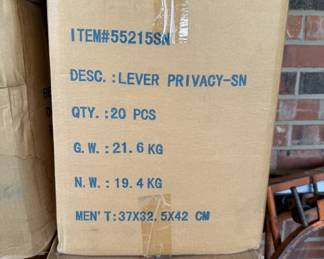 ITEM#55215SN
DESC.:LEVER PRIVACY-SN
QTY.:20 PCS
G.W.:21.6 KG
N.W.:19.4 KG
MEN'T:37X32.5X42 CM